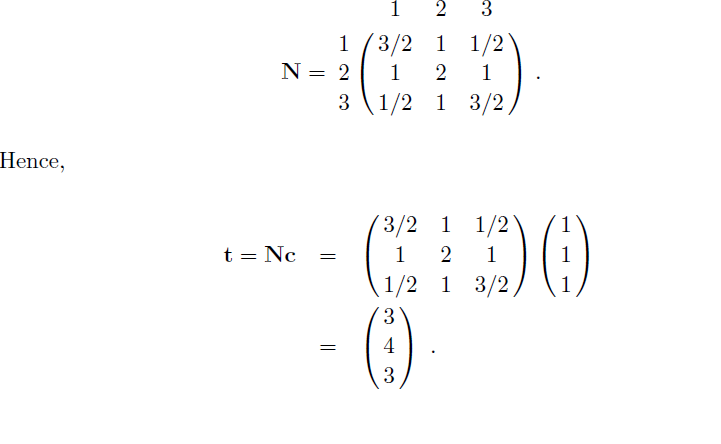 1 2 3
1 3/2 1 1/2
N = 2 1 2 1 .
3 1/2 1 3/2
Hence,
3/2 1 1/2 1
t = Nc = 1 2 1 1
1/2 1 3/2 1
3
= 4 .
3